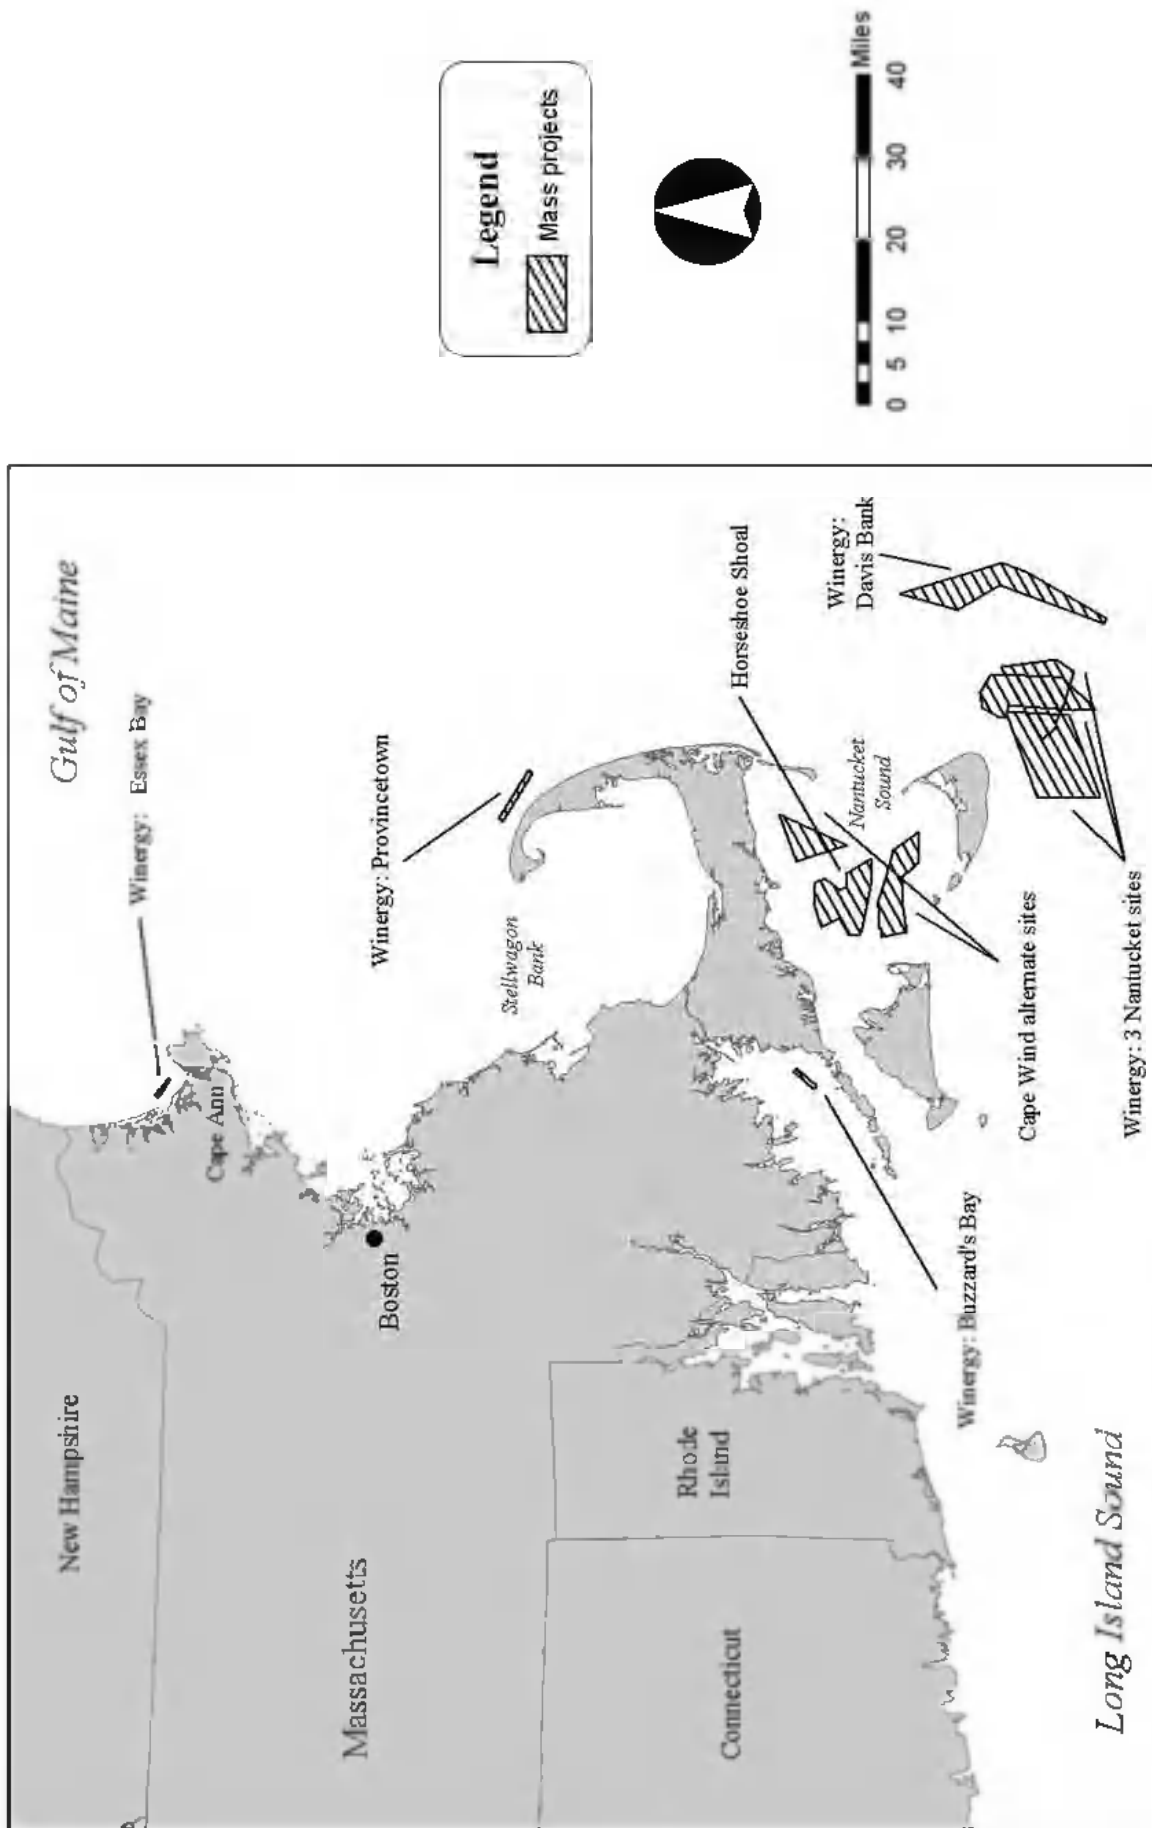 Gulf of Maine
Winergy: Essex Bay
New Hampshire
Cape Ann
Winergy: Provincetown
Boston
Massachusetts
Stellwagon
Bank
Horseshoe Shoal
Rhode
Island
Connecticut
Nantucket
Sound
Winergy:
Davis Bank
Winergy: Buzzard's Bay
Cape Wind alternate sites
Winergy: 3 Nantucket sites
Long Island Sound
Legend
Mass projects
Miles
0 5 10 20 30 40